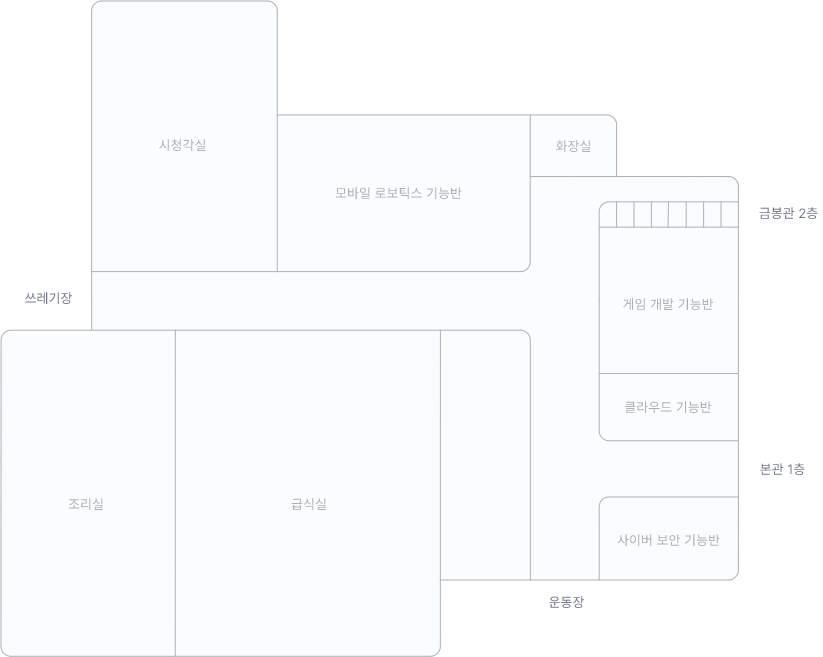 시청각실
화장실
모바일 로보틱스 기능반
금봉관 2층
쓰레기장
게임 개발 기능반
클라우드 기능반
본관 1층
조리실
급식실
사이버 보안 기능반
운동장